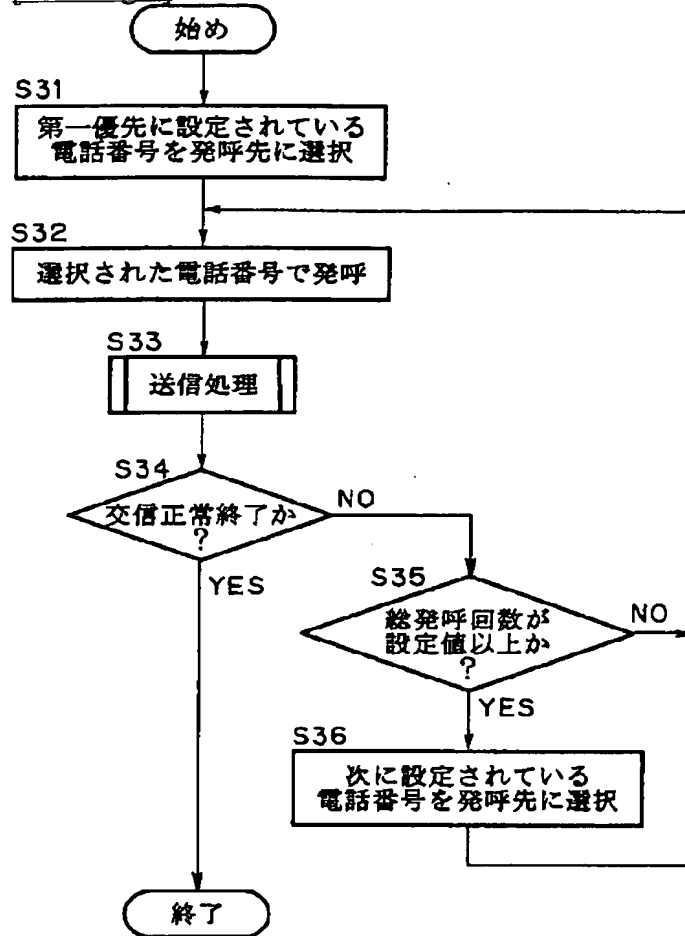 始め
S31
第一優先に設定されている
電話番号を発呼先に選択
S32
選択された電話番号で発呼
S33
送信処理
S34
交信正常終了か
?
NO
YES
S35
総発呼回数が
設定値以上か
?
NO
YES
S36
次に設定されている
電話番号を発呼先に選択
終了